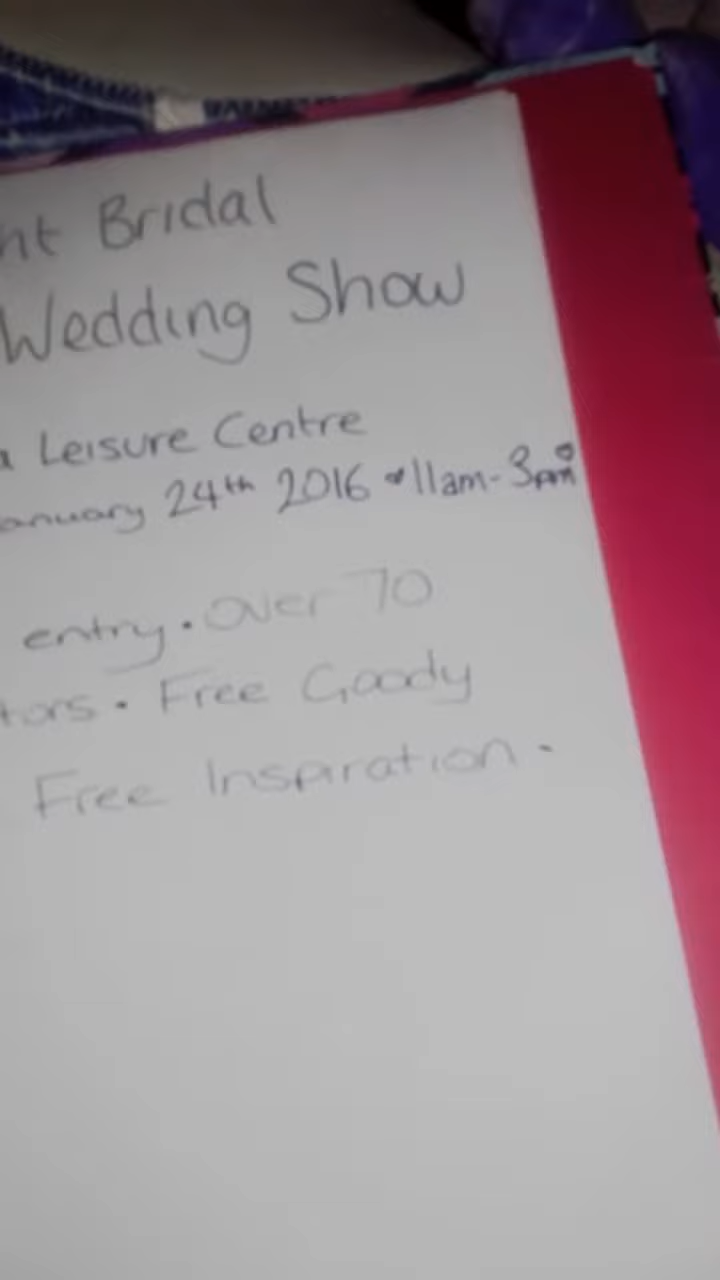 nt Bridal
Wedding Show
a Leisure Centre
anuary 24th 2016 • 11am-3pm
entry • Over 70
tors • Free Goody
Free Inspiration •